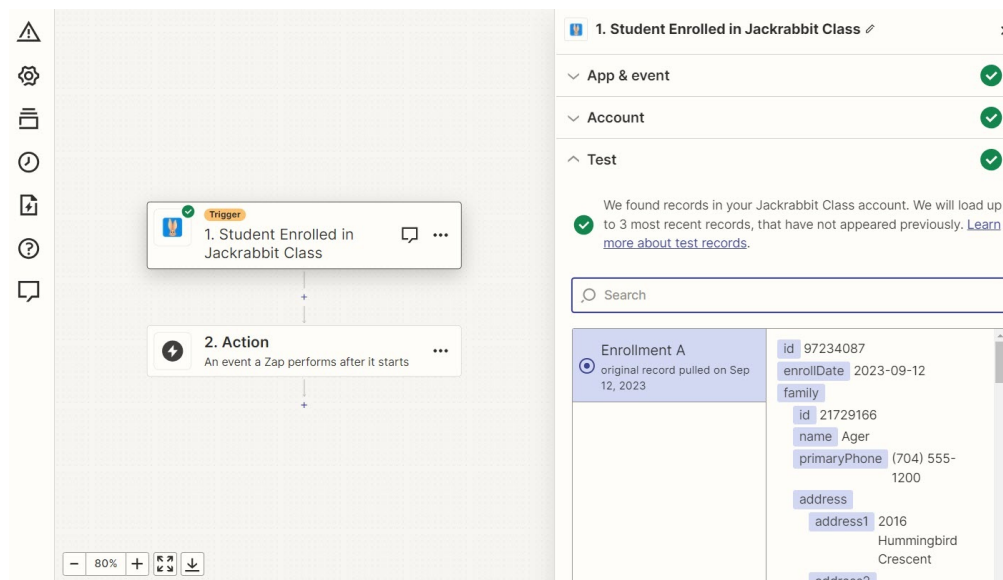 Trigger
1. Student Enrolled in
Jackrabbit Class
2. Action
An event a Zap performs after it starts
80%
1. Student Enrolled in Jackrabbit Class
App & event
Account
Test
We found records in your Jackrabbit Class account. We will load up
to 3 most recent records, that have not appeared previously. Learn
more about test records.
Search
Enrollment A
original record pulled on Sep
12, 2023
id 97234087
enrollDate 2023-09-12
family
id 21729166
name Ager
primaryPhone (704) 555-
1200
address
address1 2016
Hummingbird
Crescent
address2